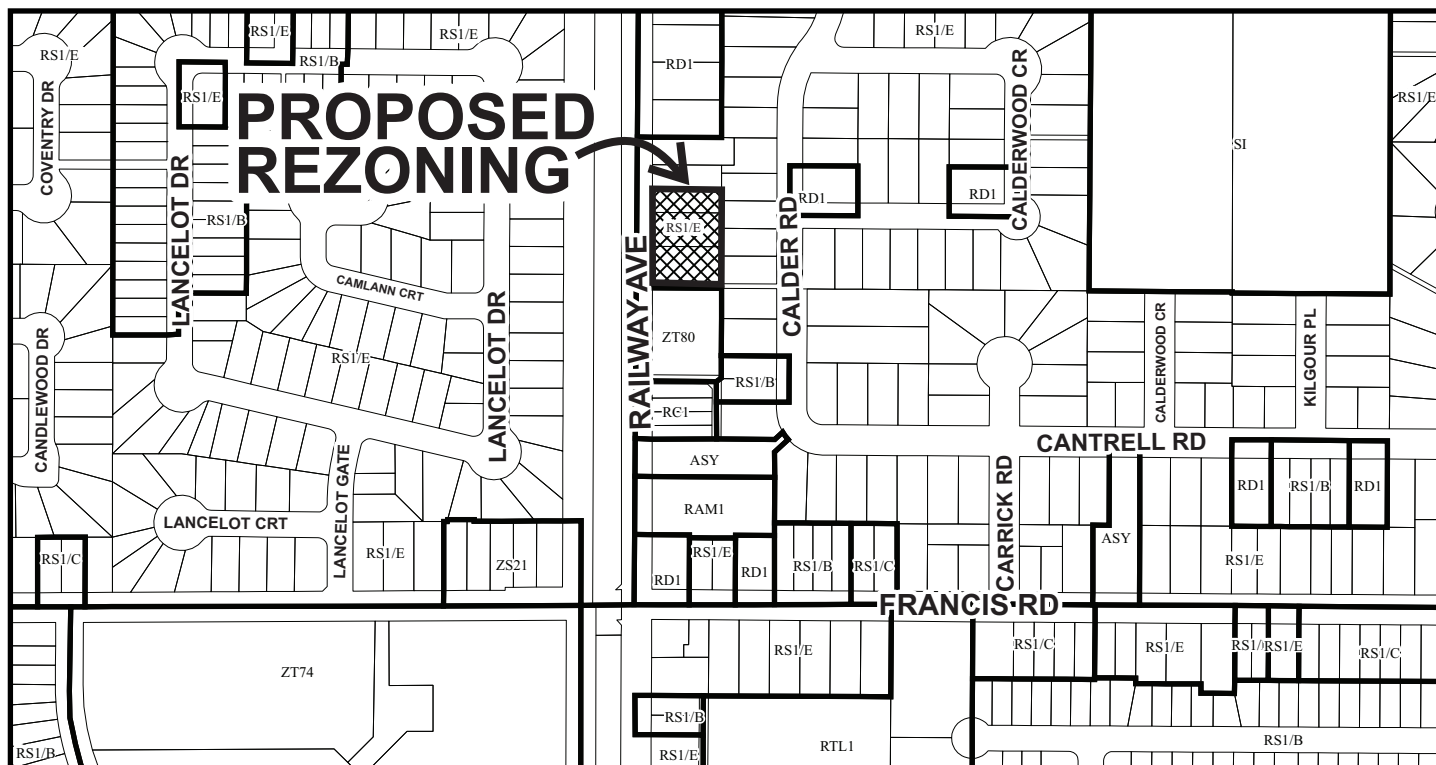 RS1/E
RS1/E
RS1/B
RS1/E
RD1
RS1/E
RS1/E
RS1/E
COVENTRY DR
PROPOSED
REZONING
LANCELOT DR
RS1/B
CAMLANN CRT
RS1/E
RAILWAY AVE
RS1/E
CALDER RD
RD1
RD1
CALDERWOOD CR
SI
CANDLEWOOD DR
LANCELOT DR
ZT80
RS1/B
RC1
CALDERWOOD CR
KILGOUR PL
CANTRELL RD
ASY
RAM1
LANCELOT CRT
LANCELOT GATE
CARRICK RD
RD1
RS1/B
RD1
ASY
RS1/E
RS1/C
RS1/E
ZS21
RD1
RS1/E
RD1
RS1/B
RS1/C
FRANCIS RD
ZT74
RS1/E
RS1/C
RS1/E
RS1/
RS1/E
RS1/C
RS1/B
RS1/B
RS1/E
RTL1
RS1/B